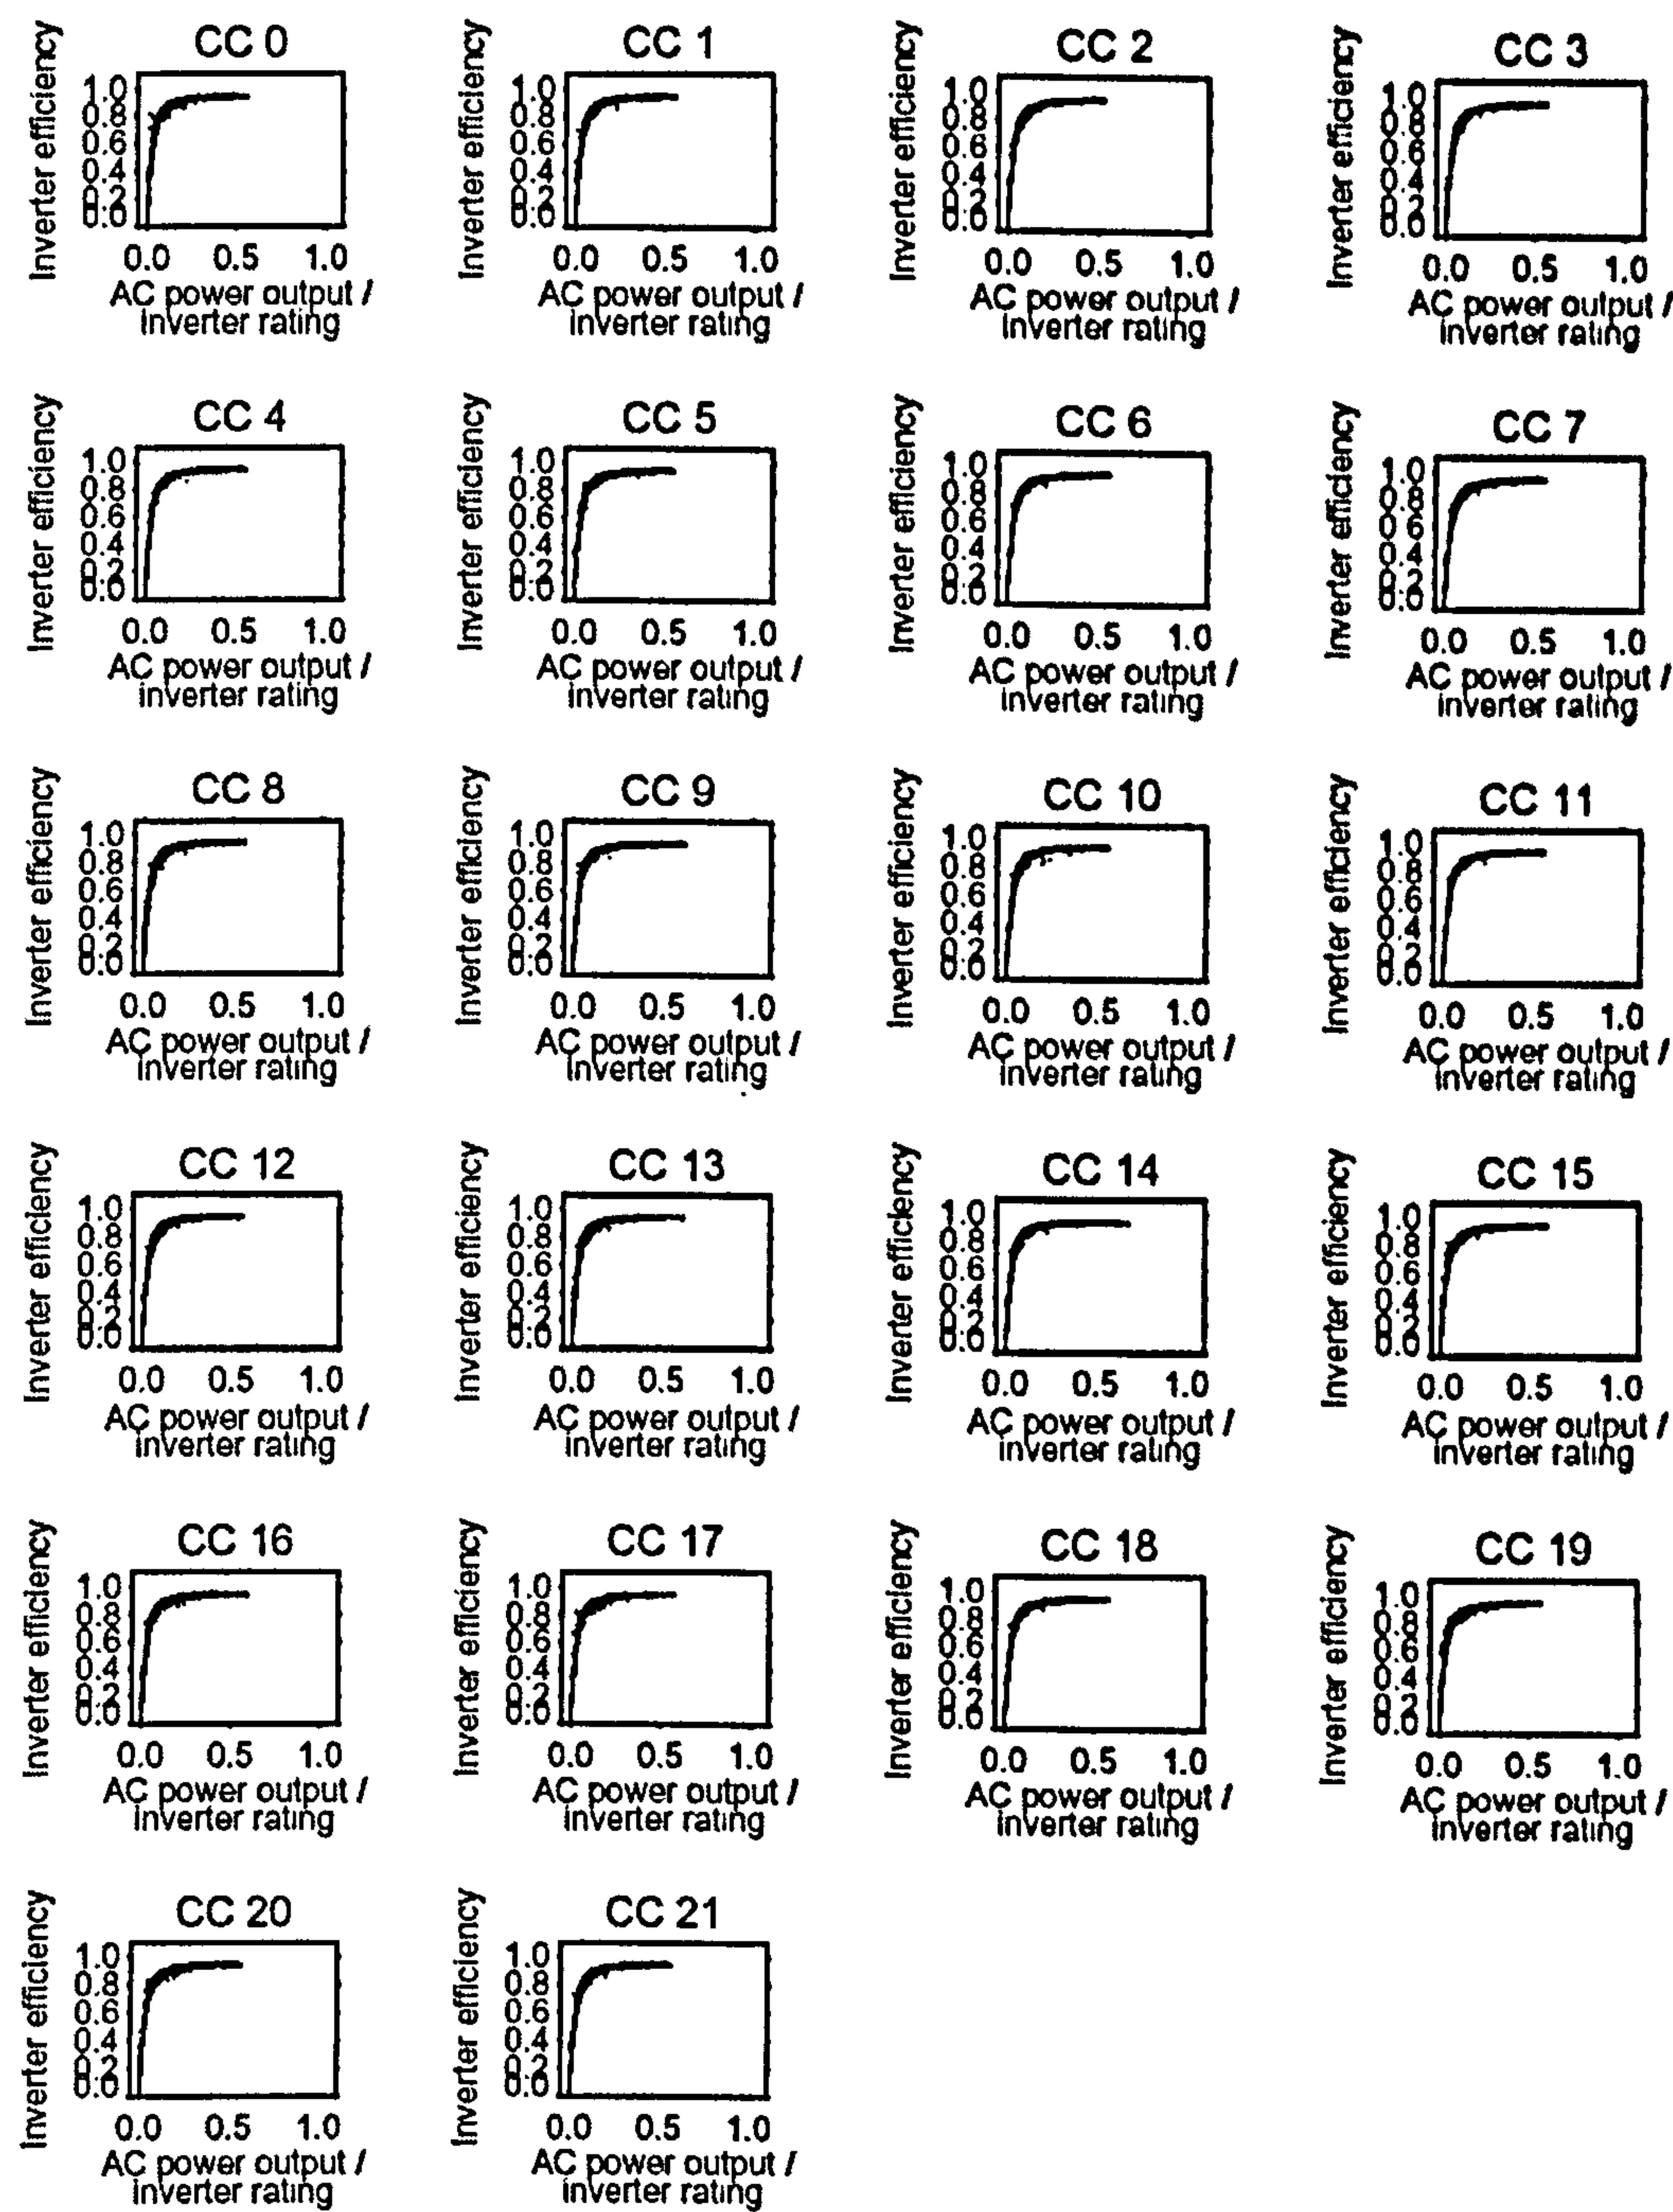 CC 0
Inverter efficiency
1.0
0.8
0.6
0.4
0.2
0.0
0.0 0.5 1.0
AC power output /
inverter rating
CC 1
Inverter efficiency
1.0
0.8
0.6
0.4
0.2
0.0
0.0 0.5 1.0
AC power output /
inverter rating
CC 2
Inverter efficiency
1.0
0.8
0.6
0.4
0.2
0.0
0.0 0.5 1.0
AC power output /
inverter rating
CC 3
Inverter efficiency
1.0
0.8
0.6
0.4
0.2
0.0
0.0 0.5 1.0
AC power output /
inverter rating
CC 4
Inverter efficiency
1.0
0.8
0.6
0.4
0.2
0.0
0.0 0.5 1.0
AC power output /
inverter rating
CC 5
Inverter efficiency
1.0
0.8
0.6
0.4
0.2
0.0
0.0 0.5 1.0
AC power output /
inverter rating
CC 6
Inverter efficiency
1.0
0.8
0.6
0.4
0.2
0.0
0.0 0.5 1.0
AC power output /
inverter rating
CC 7
Inverter efficiency
1.0
0.8
0.6
0.4
0.2
0.0
0.0 0.5 1.0
AC power output /
inverter rating
CC 8
Inverter efficiency
1.0
0.8
0.6
0.4
0.2
0.0
0.0 0.5 1.0
AC power output /
inverter rating
CC 9
Inverter efficiency
1.0
0.8
0.6
0.4
0.2
0.0
0.0 0.5 1.0
AC power output /
inverter rating
CC 10
Inverter efficiency
1.0
0.8
0.6
0.4
0.2
0.0
0.0 0.5 1.0
AC power output /
inverter rating
CC 11
Inverter efficiency
1.0
0.8
0.6
0.4
0.2
0.0
0.0 0.5 1.0
AC power output /
inverter rating
CC 12
Inverter efficiency
1.0
0.8
0.6
0.4
0.2
0.0
0.0 0.5 1.0
AC power output /
inverter rating
CC 13
Inverter efficiency
1.0
0.8
0.6
0.4
0.2
0.0
0.0 0.5 1.0
AC power output /
inverter rating
CC 14
Inverter efficiency
1.0
0.8
0.6
0.4
0.2
0.0
0.0 0.5 1.0
AC power output /
inverter rating
CC 15
Inverter efficiency
1.0
0.8
0.6
0.4
0.2
0.0
0.0 0.5 1.0
AC power output /
inverter rating
CC 16
Inverter efficiency
1.0
0.8
0.6
0.4
0.2
0.0
0.0 0.5 1.0
AC power output /
inverter rating
CC 17
Inverter efficiency
1.0
0.8
0.6
0.4
0.2
0.0
0.0 0.5 1.0
AC power output /
inverter rating
CC 18
Inverter efficiency
1.0
0.8
0.6
0.4
0.2
0.0
0.0 0.5 1.0
AC power output /
inverter rating
CC 19
Inverter efficiency
1.0
0.8
0.6
0.4
0.2
0.0
0.0 0.5 1.0
AC power output /
inverter rating
CC 20
Inverter efficiency
1.0
0.8
0.6
0.4
0.2
0.0
0.0 0.5 1.0
AC power output /
inverter rating
CC 21
Inverter efficiency
1.0
0.8
0.6
0.4
0.2
0.0
0.0 0.5 1.0
AC power output /
inverter rating